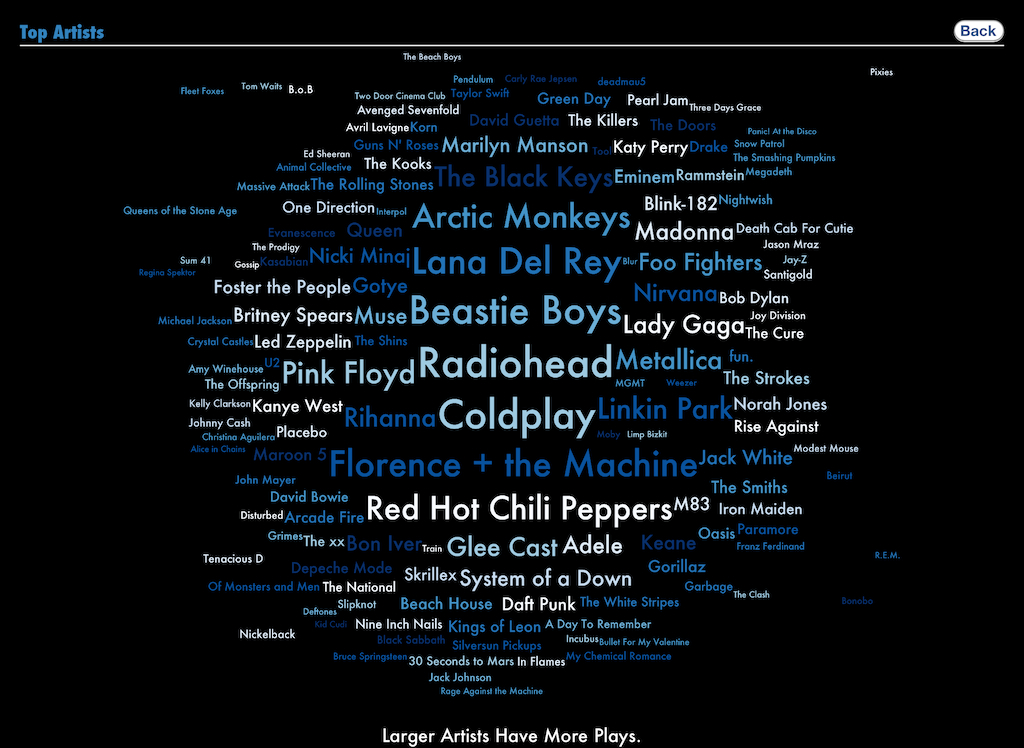 Top Artists
Back
The Beach Boys
Pixies
Pendulum Carly Rae Jepsen deadmau5
Fleet Foxes Tom Waits B.o.B
Two Door Cinema Club Taylor Swift Green Day Pearl Jam Three Days Grace
Avenged Sevenfold David Guetta The Killers The Doors
Avril Lavigne Korn Panic! At the Disco
Guns N' Roses Marilyn Manson Tool Katy Perry Drake Snow Patrol
Ed Sheeran The Smashing Pumpkins
Animal Collective The Kooks The Black Keys Eminem Rammstein Megadeth
Massive Attack The Rolling Stones
Queens of the Stone Age One Direction Interpol Arctic Monkeys Blink-182 Nightwish
Evanescence Queen Madonna Death Cab For Cutie
The Prodigy Jason Mraz
Sum 41 Gossip Kasabian Nicki Minaj Lana Del Rey Blur Foo Fighters Jay-Z
Regina Spektor Santigold
Foster the People Gotye Nirvana Bob Dylan
Michael Jackson Britney Spears Muse Beastie Boys Lady Gaga Joy Division
The Cure
Crystal Castles Led Zeppelin The Shins
Amy Winehouse U2 Pink Floyd Radiohead Metallica fun.
The Offspring MGMT Weezer The Strokes
Kelly Clarkson Kanye West Rihanna Coldplay Linkin Park Norah Jones
Johnny Cash Placebo Moby Limp Bizkit Rise Against
Christina Aguilera
Alice in Chains Maroon 5 Florence + the Machine Jack White Modest Mouse
John Mayer Beirut
David Bowie The Smiths
Disturbed Arcade Fire Red Hot Chili Peppers M83 Iron Maiden
Grimes The xx Bon Iver Train Glee Cast Adele Keane Oasis Paramore
Franz Ferdinand
Tenacious D R.E.M.
Depeche Mode Skrillex System of a Down Gorillaz
Of Monsters and Men The National Garbage The Clash
Deftones Slipknot Beach House Daft Punk The White Stripes Bonobo
Kid Cudi Nine Inch Nails Kings of Leon A Day To Remember
Nickelback Black Sabbath Silversun Pickups Incubus Bullet For My Valentine
Bruce Springsteen 30 Seconds to Mars In Flames My Chemical Romance
Jack Johnson
Rage Against the Machine
Larger Artists Have More Plays.